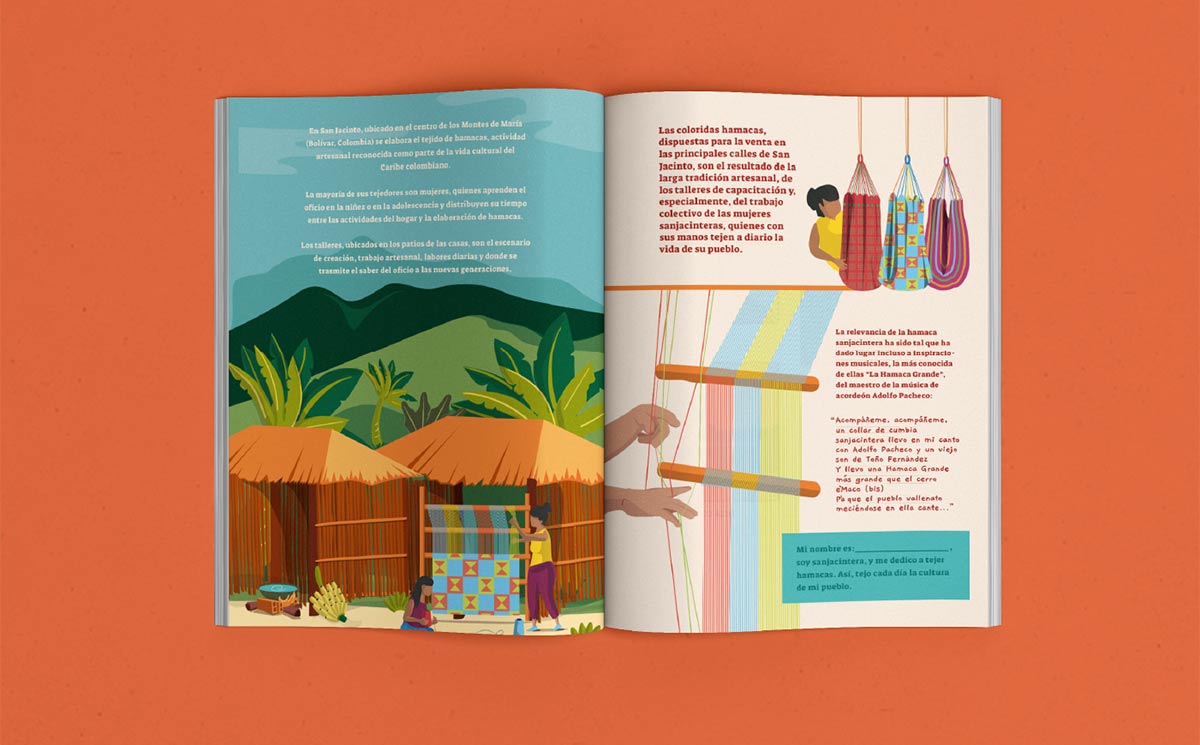 En San Jacinto, ubicado en el centro de los Montes de María
(Bolívar, Colombia) se elabora el tejido de hamacas, actividad
artesanal reconocida como parte de la vida cultural del
Caribe colombiano.
La mayoría de sus tejedores son mujeres, quienes aprenden el
oficio en la niñez o en la adolescencia y distribuyen su tiempo
entre las actividades del hogar y la elaboración de hamacas.
Los talleres, ubicados en los patios de las casas, son el escenario
de creación, trabajo artesanal, labores diarias y donde se
trasmite el saber del oficio a las nuevas generaciones.
Las coloridas hamacas,
dispuestas para la venta en
las principales calles de San
Jacinto, son el resultado de la
larga tradición artesanal, de
los talleres de capacitación y,
especialmente, del trabajo
colectivo de las mujeres
sanjacinteras, quienes con
sus manos tejen a diario la
vida de su pueblo.
La relevancia de la hamaca
sanjacintera ha sido tal que ha
dado lugar incluso a inspiracio-
nes musicales, la más conocida
de ellas "La Hamaca Grande",
del maestro de la música de
acordeón Adolfo Pacheco:
"Acompáñeme, acompáñeme,
un collar de cumbia
sanjacintera llevo en mi canto
con Adolfo Pacheco y un viejo
son de Toño Fernández
Y llevo una Hamaca Grande
más grande que el cerro
e'Maco (bis)
Pa' que el pueblo vallenato
meciéndose en ella cante..."
Mi nombre es:____________________,
soy sanjacintera, y me dedico a tejer
hamacas. Así, tejo cada día la cultura
de mi pueblo.